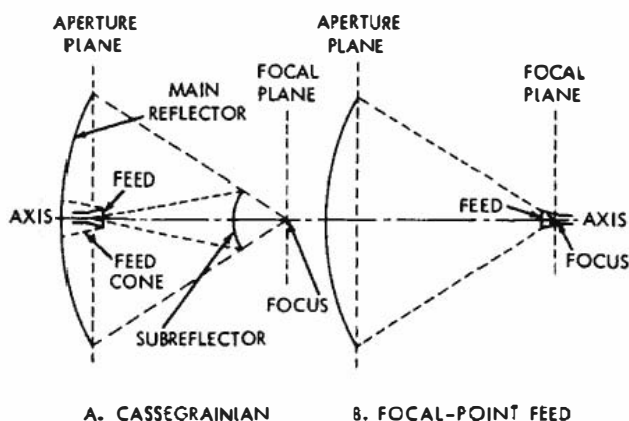 APERTURE
PLANE
MAIN
REFLECTOR
FOCAL
PLANE
FEED
AXIS
FEED
CONE
SUBREFLECTOR
FOCUS
A. CASSEGRAINIAN
APERTURE
PLANE
FOCAL
PLANE
FEED
AXIS
FOCUS
B. FOCAL-POINT FEED